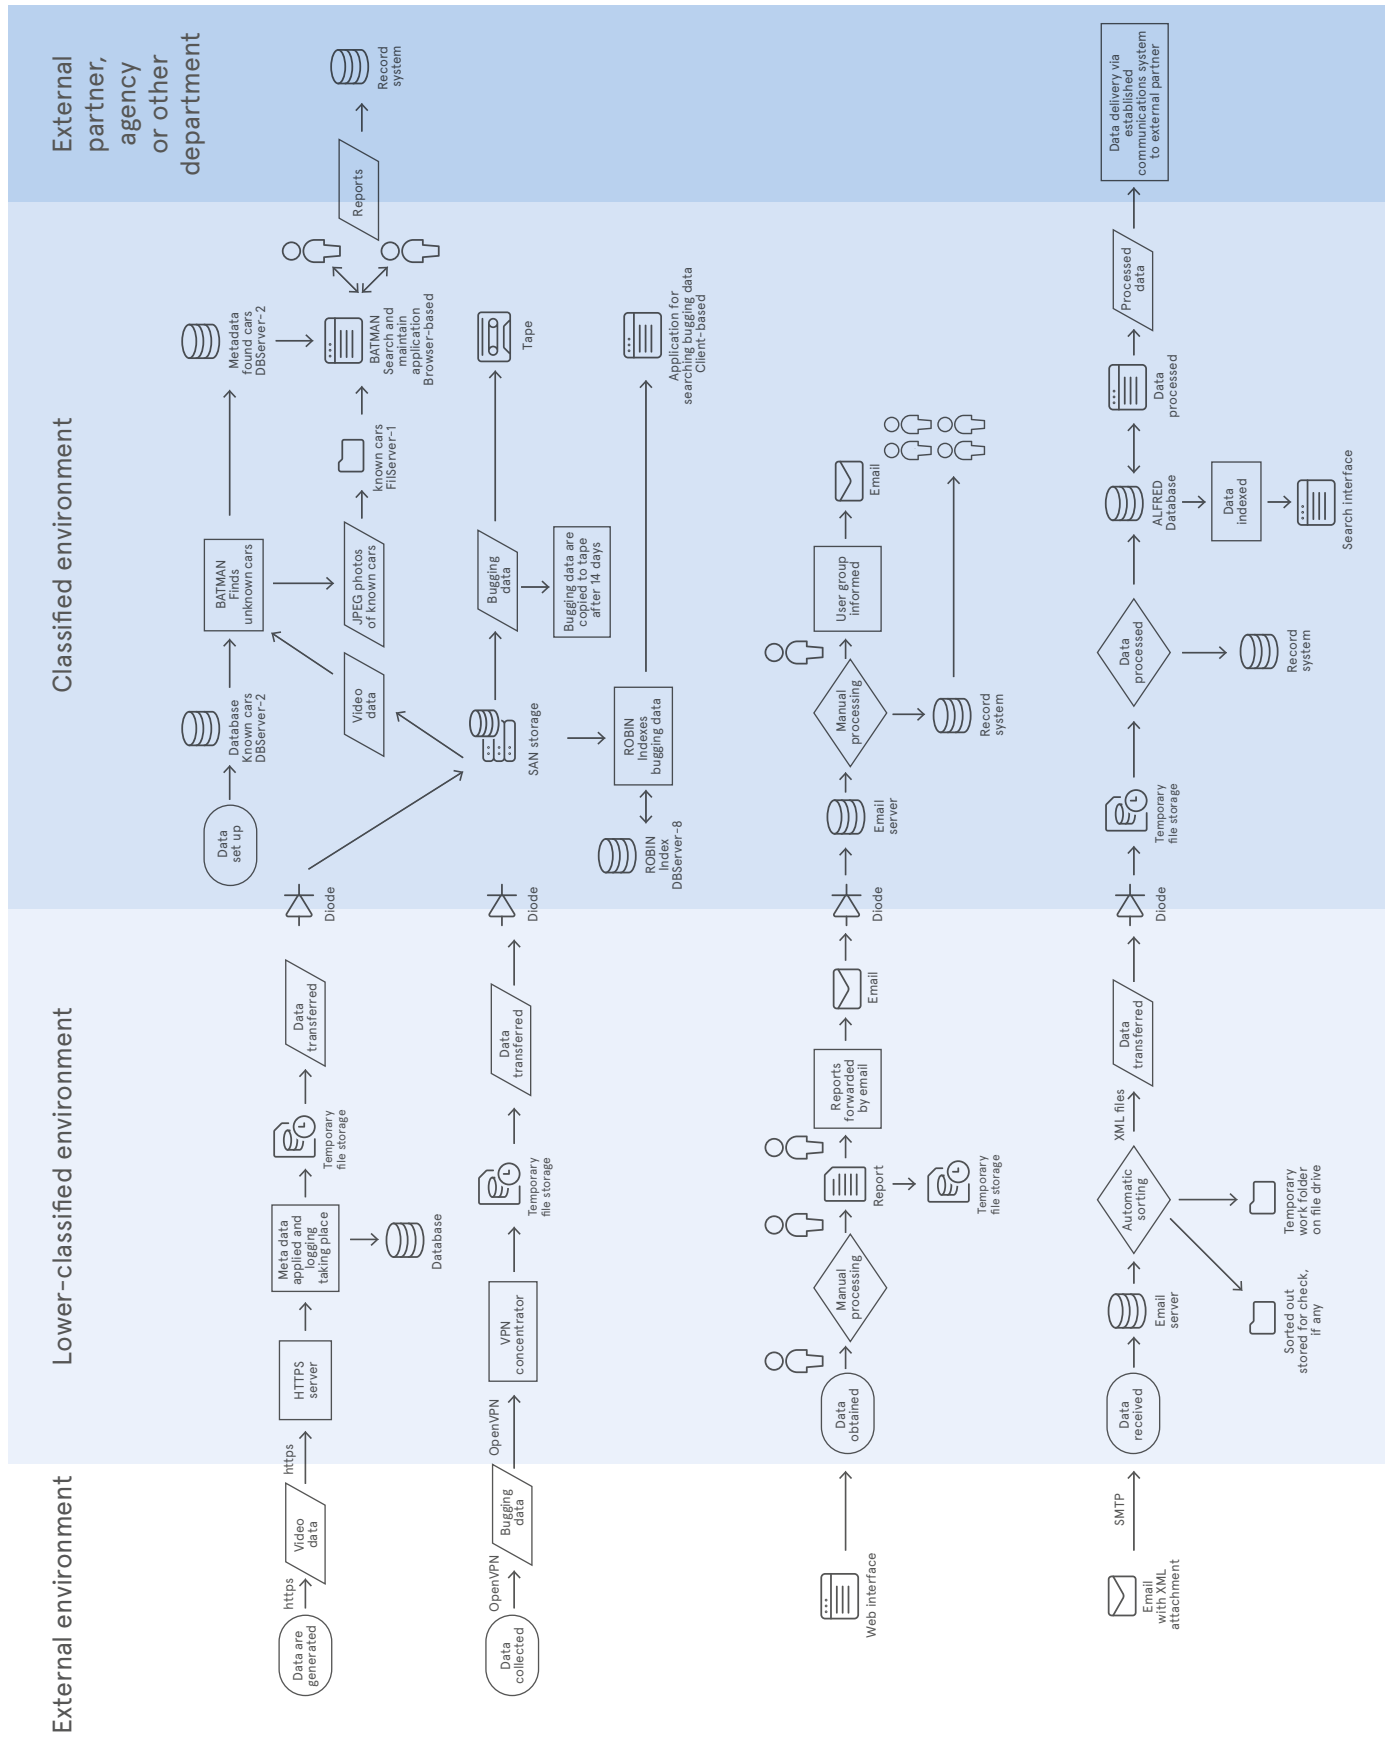 External environment
Lower-classified environment
Classified environment
External
partner,
agency
or other
department
Data
set up
Database
Known cars
DBServer-2
BATMAN
Finds
unknown cars
Metadata
found cars
DBServer-2
Data are
generated
https
Video
data
https
HTTPS
server
Meta data
applied and
logging
taking place
Database
Temporary
file storage
Data
transferred
Diode
Video
data
JPEG photos
of known cars
known cars
FilServer-1
BATMAN
Search and
maintain
application
Browser-based
Reports
Record
system
Data
collected
OpenVPN
Bugging
data
OpenVPN
VPN
concentrator
Temporary
file storage
Data
transferred
Diode
SAN storage
Bugging
data
Tape
Bugging data are
copied to tape
after 14 days
ROBIN
Index
DBServer-8
ROBIN
Indexes
bugging data
Application for
searching bugging data
Client-based
Web interface
Data
obtained
Manual
processing
Report
Temporary
file storage
Reports
forwarded
by email
Email
Diode
Email
server
Manual
processing
Record
system
User group
informed
Email
Email
with XML
attachment
SMTP
Data
received
Email
server
Automatic
sorting
Sorted out
stored for check,
if any
Temporary
work folder
on file drive
XML files
Data
transferred
Diode
Temporary
file storage
Data
processed
Record
system
ALFRED
Database
Data
indexed
Search interface
Data
processed
Processed
data
Data delivery via
established
communications system
to external partner